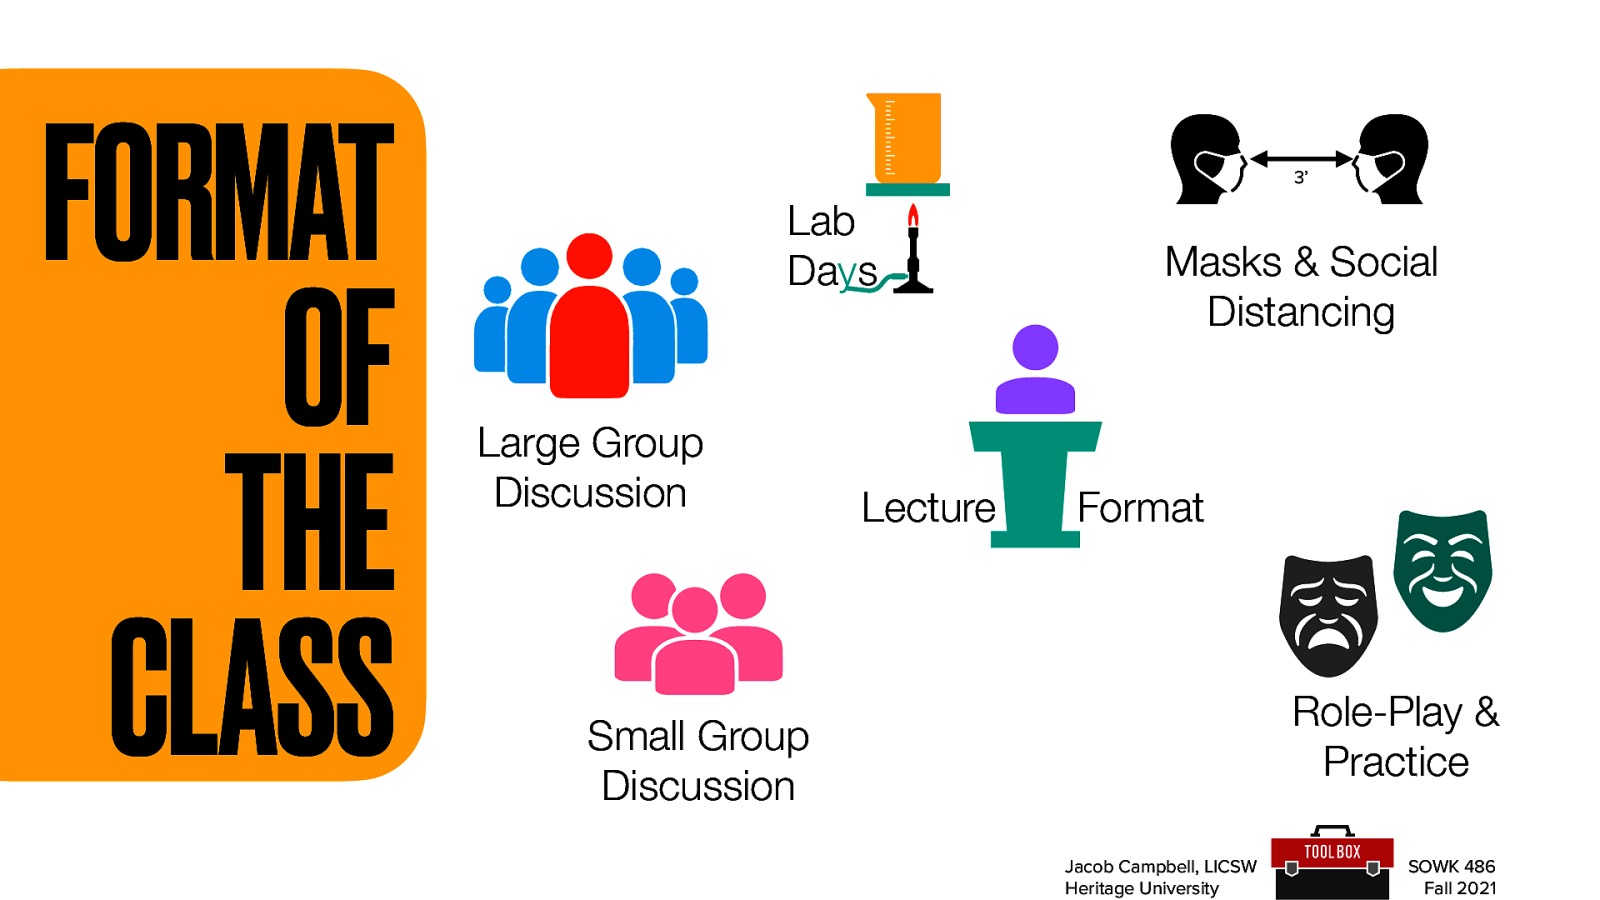 FORMAT
OF
THE
CLASS
Large Group
Discussion
Lab
Days
3'
Masks & Social
Distancing
Lecture Format
Small Group
Discussion
Role-Play &
Practice
Jacob Campbell, LICSW
Heritage University
TOOL BOX
SOWK 486
Fall 2021